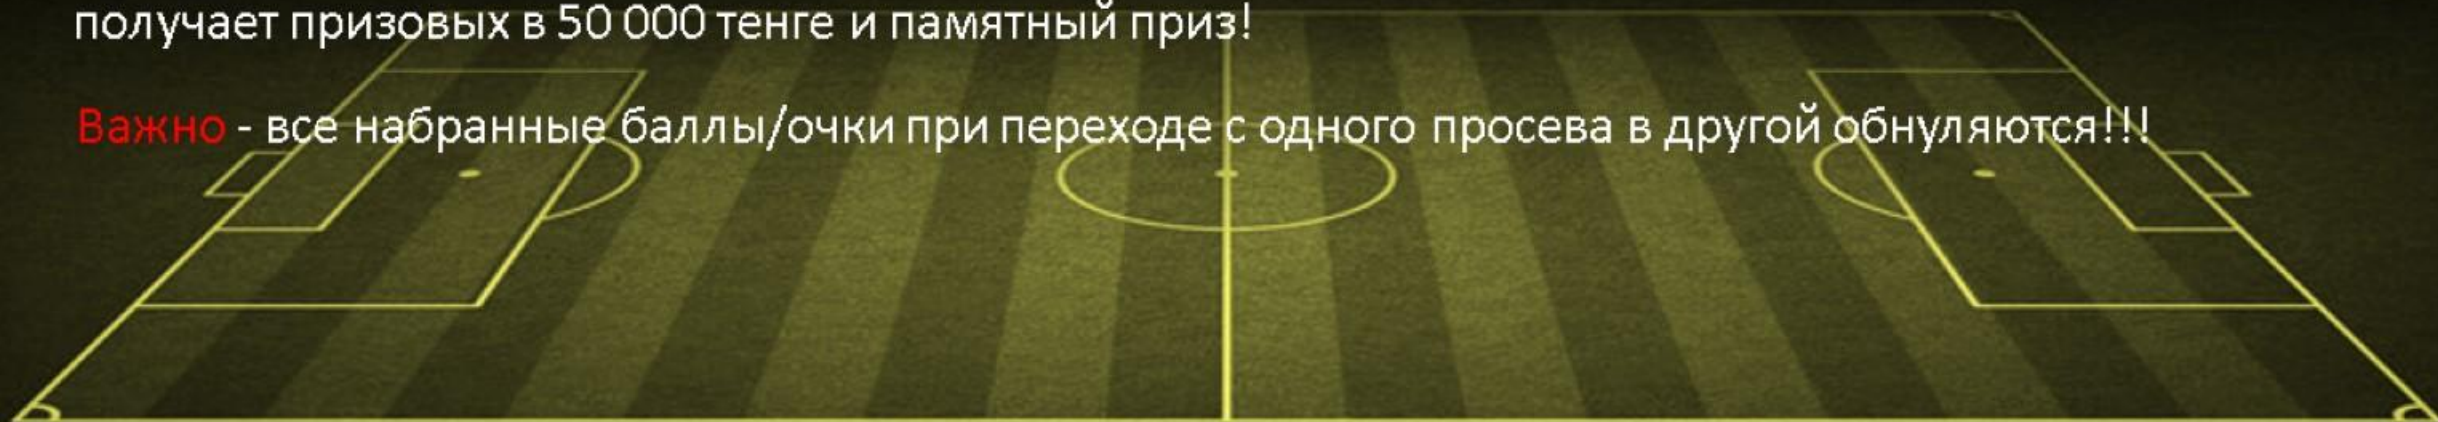 получает призовых в 50 000 тенге и памятный приз!
Важно - все набранные баллы/очки при переходе с одного просева в другой обнуляются!!!